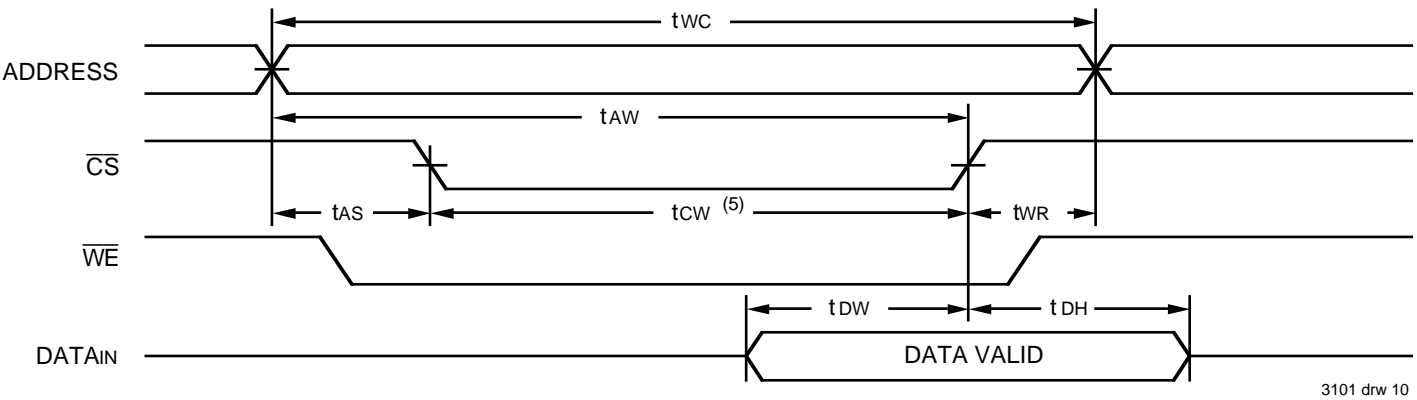 tWC
ADDRESS
tAW
CS
tAS
tCW (5)
tWR
WE
tDW
tDH
DATAIN
DATA VALID
3101 drw 10